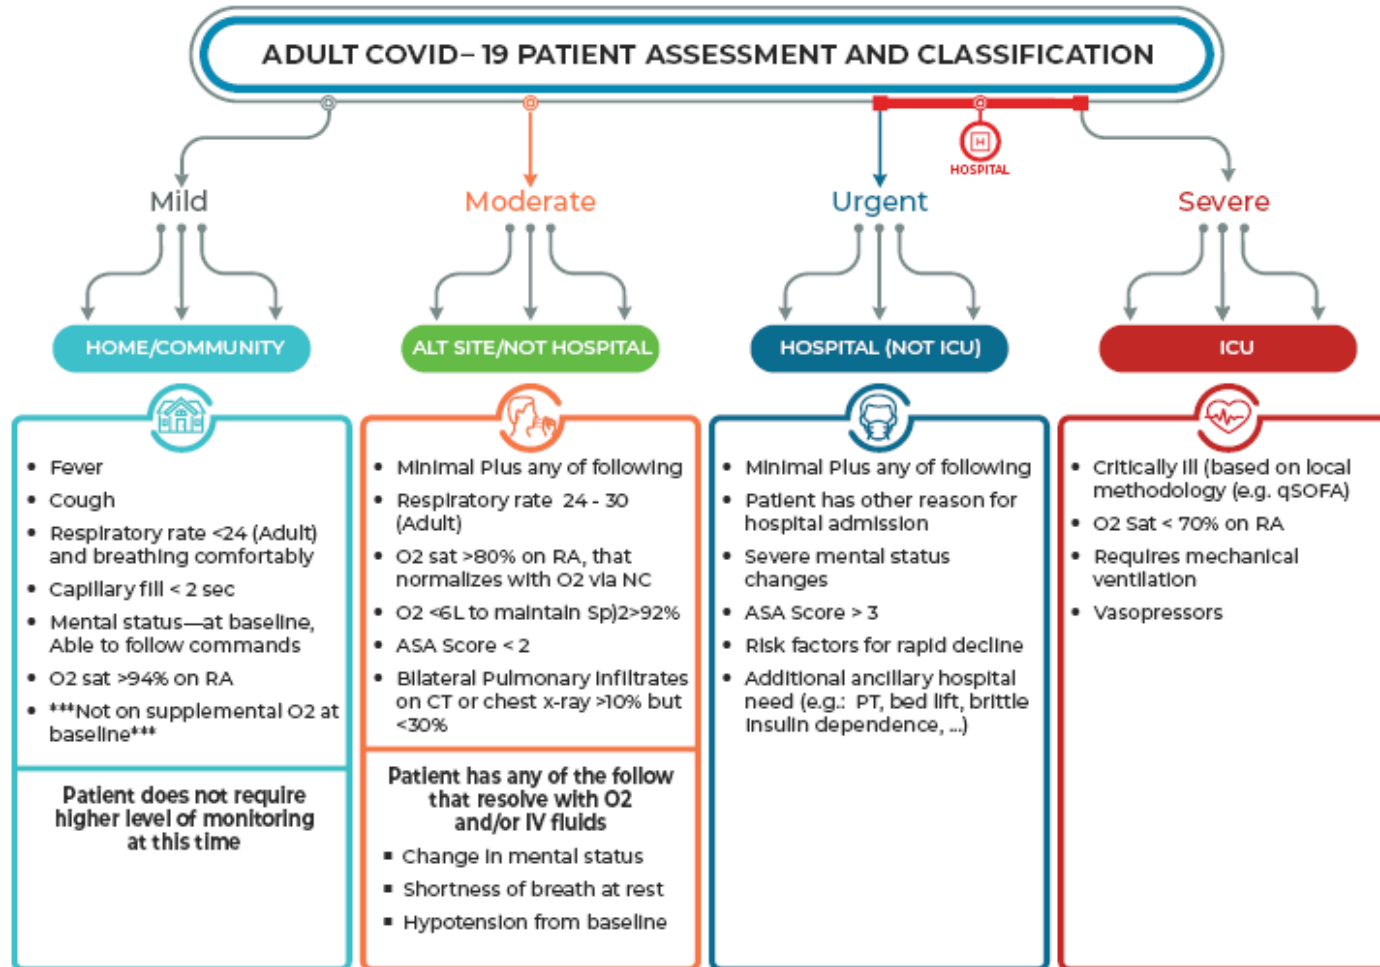 ADULT COVID– 19 PATIENT ASSESSMENT AND CLASSIFICATION
HOSPITAL
Mild
HOME/COMMUNITY
• Fever
• Cough
• Respiratory rate <24 (Adult)
and breathing comfortably
• Capillary fill < 2 sec
• Mental status—at baseline,
Able to follow commands
• O2 sat >94% on RA
• ***Not on supplemental O2 at
baseline***
Patient does not require
higher level of monitoring
at this time
Moderate
ALT SITE/NOT HOSPITAL
• Minimal Plus any of following
• Respiratory rate 24 - 30
(Adult)
• O2 sat >80% on RA, that
normalizes with O2 via NC
• O2 <6L to maintain Sp)2>92%
• ASA Score < 2
• Bilateral Pulmonary Infiltrates
on CT or chest x-ray >10% but
<30%
Patient has any of the follow
that resolve with O2
and/or IV fluids
▪ Change in mental status
▪ Shortness of breath at rest
▪ Hypotension from baseline
Urgent
HOSPITAL (NOT ICU)
• Minimal Plus any of following
• Patient has other reason for
hospital admission
• Severe mental status
changes
• ASA Score > 3
• Risk factors for rapid decline
• Additional ancillary hospital
need (e.g.: PT, bed lift, brittle
insulin dependence, ...)
Severe
ICU
• Critically Ill (based on local
methodology (e.g. qSOFA)
• O2 Sat < 70% on RA
• Requires mechanical
ventilation
• Vasopressors